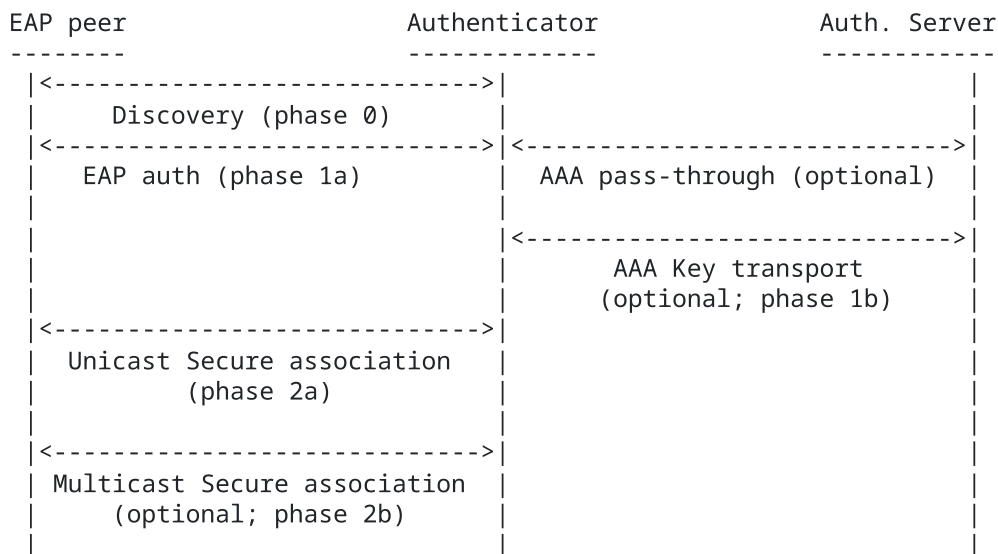 EAP peer                   Authenticator               Auth. Server
--------                   -------------               ------------
 |<----------------------------->|                               |
 |     Discovery (phase 0)       |                               |
 |<----------------------------->|<----------------------------->|
 |   EAP auth (phase 1a)         |  AAA pass-through (optional)  |
 |                               |                               |
 |                               |<----------------------------->|
 |                               |       AAA Key transport       |
 |                               |      (optional; phase 1b)     |
 |<----------------------------->|                               |
 |  Unicast Secure association   |                               |
 |          (phase 2a)           |                               |
 |                               |                               |
 |<----------------------------->|                               |
 | Multicast Secure association  |                               |
 |     (optional; phase 2b)      |                               |
 |                               |                               |